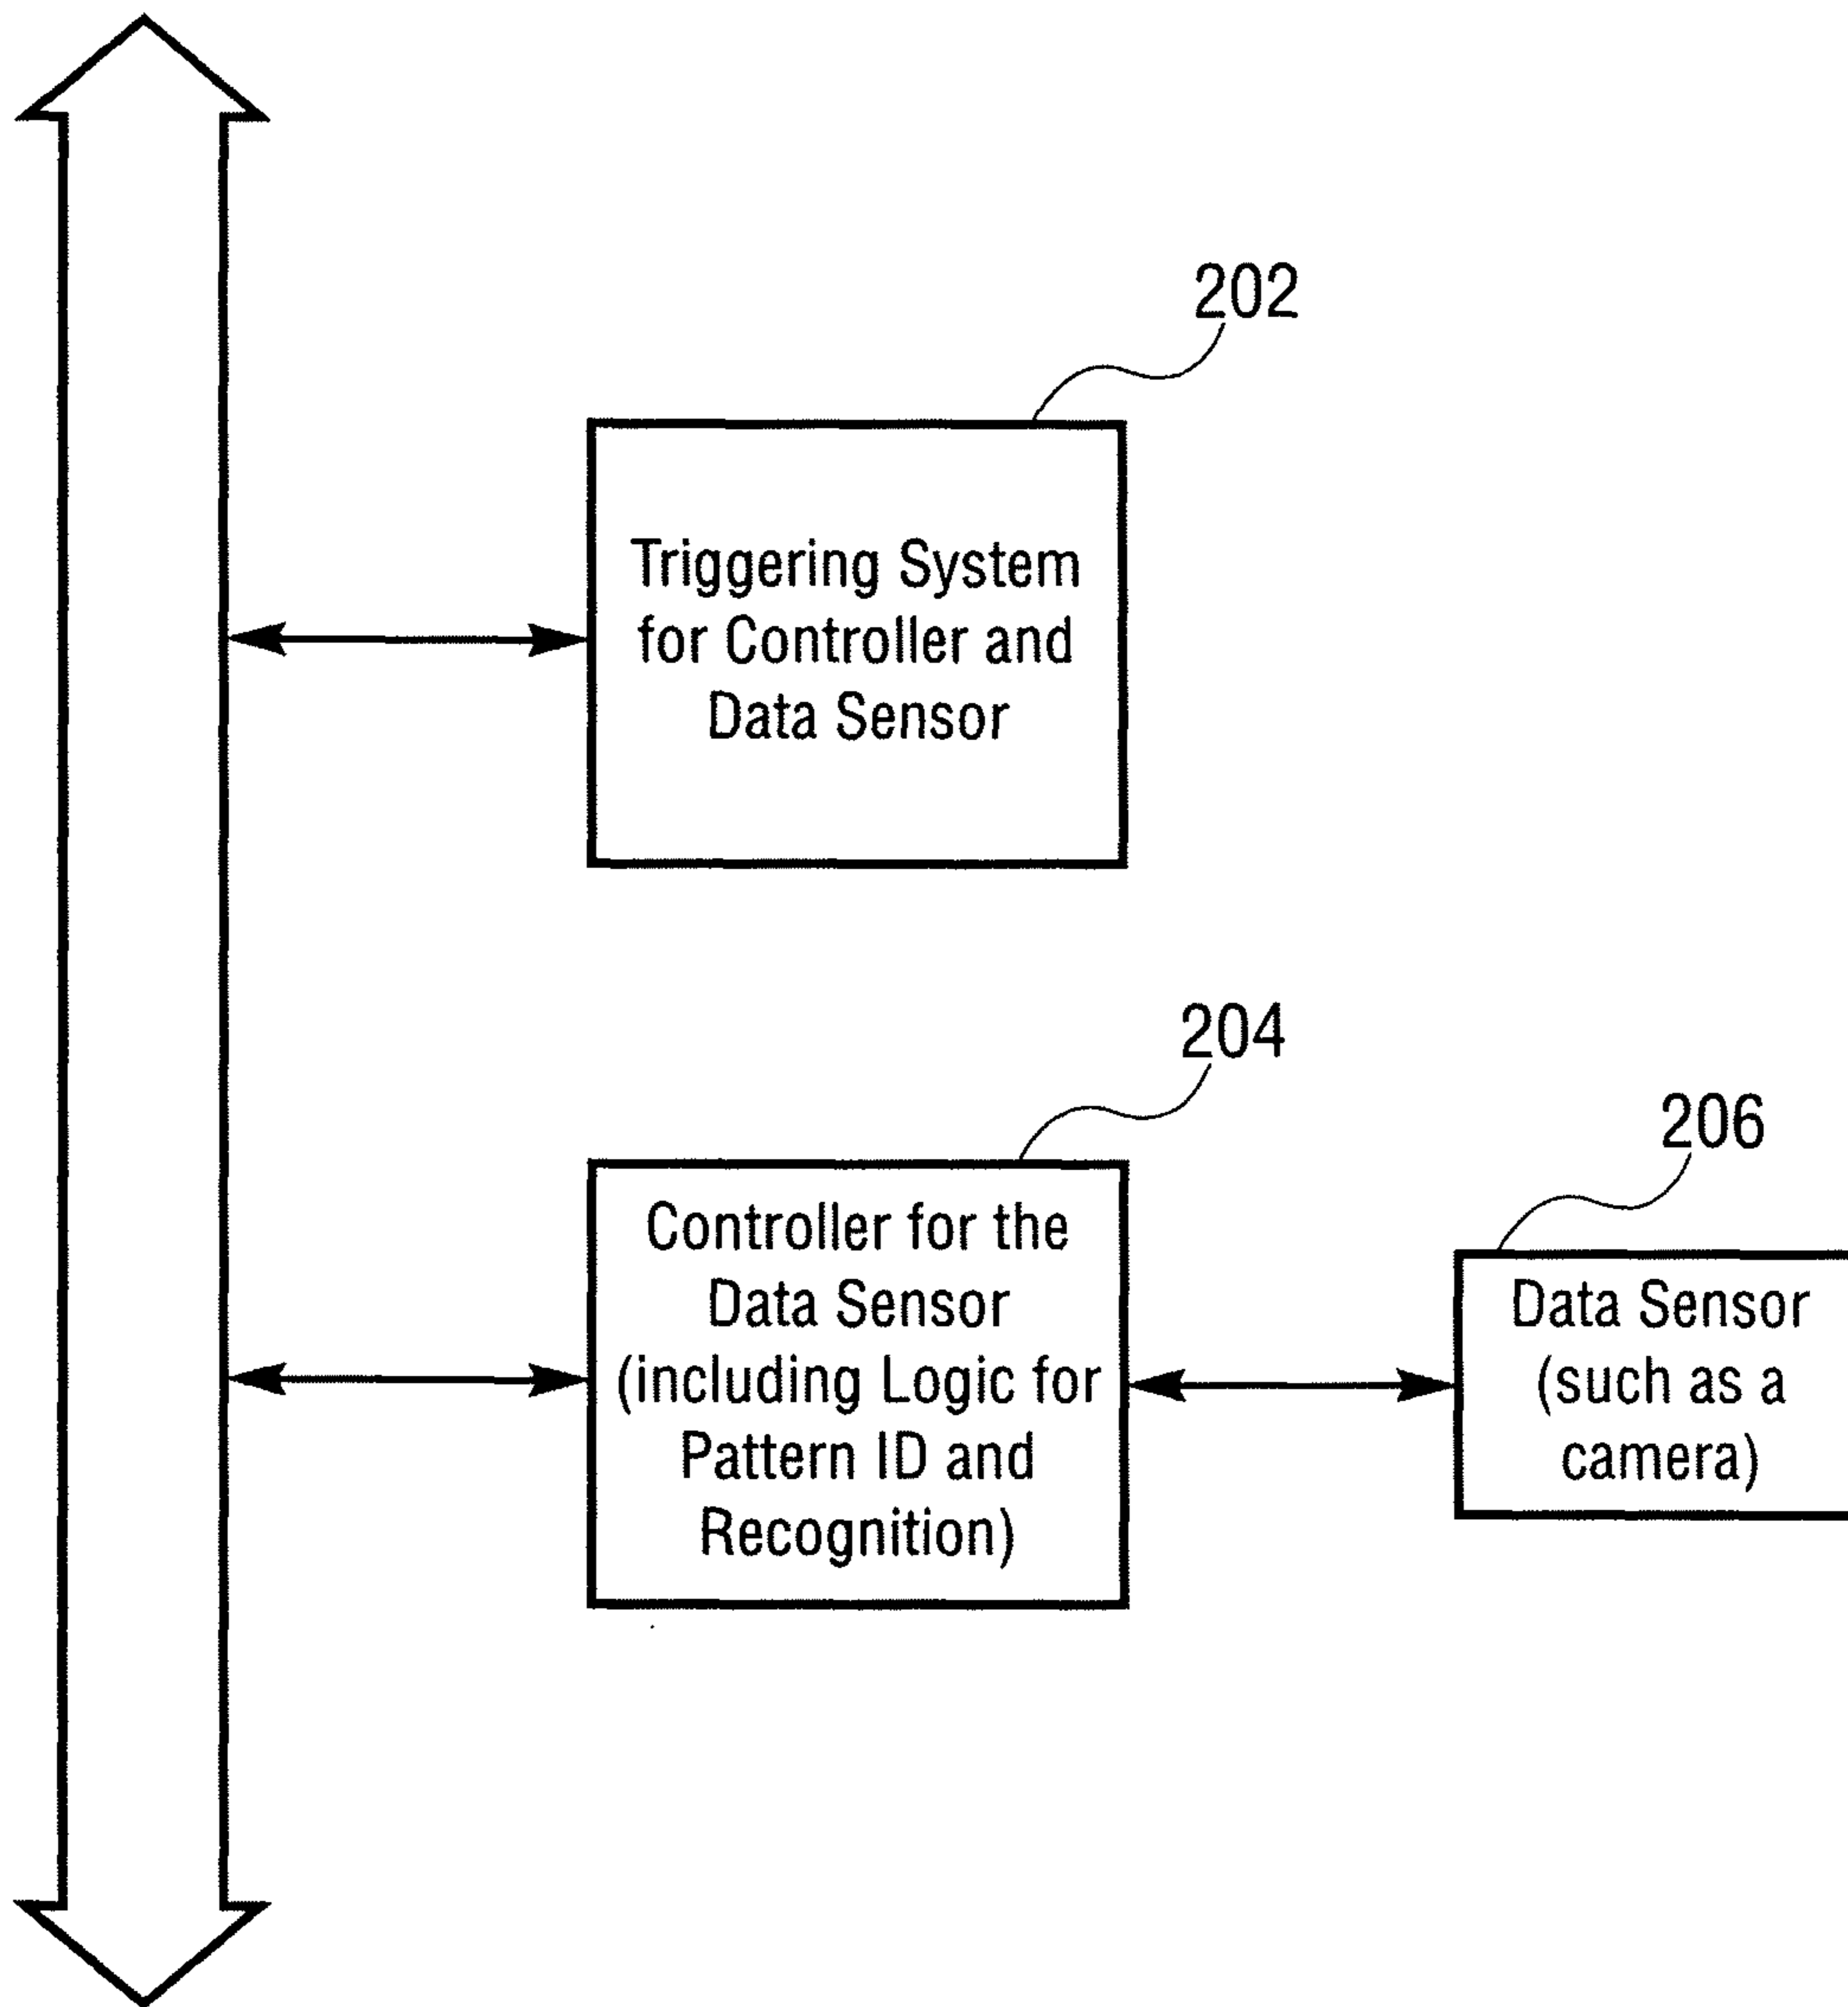 202
Triggering System
for Controller and
Data Sensor
204
Controller for the
Data Sensor
(including Logic for
Pattern ID and
Recognition)
206
Data Sensor
(such as a
camera)